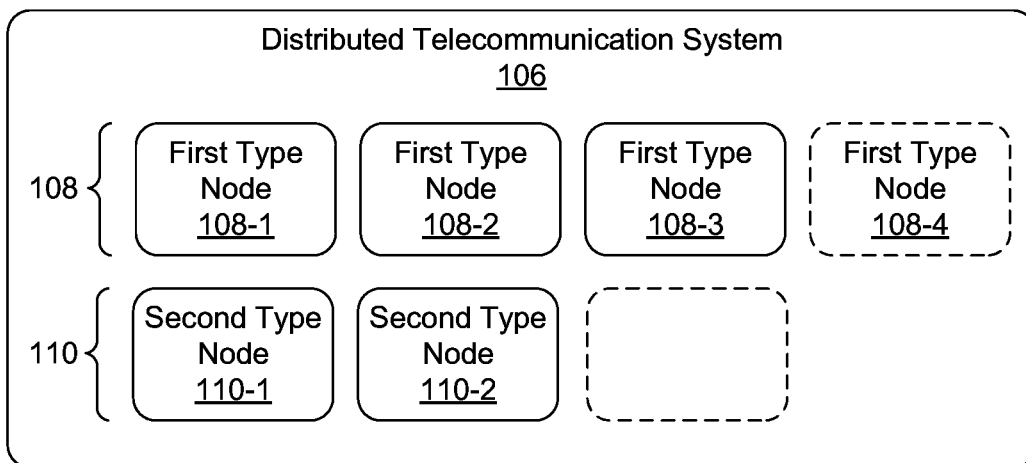 Distributed Telecommunication System
106
108
First Type
Node
108-1
First Type
Node
108-2
First Type
Node
108-3
First Type
Node
108-4
110
Second Type
Node
110-1
Second Type
Node
110-2